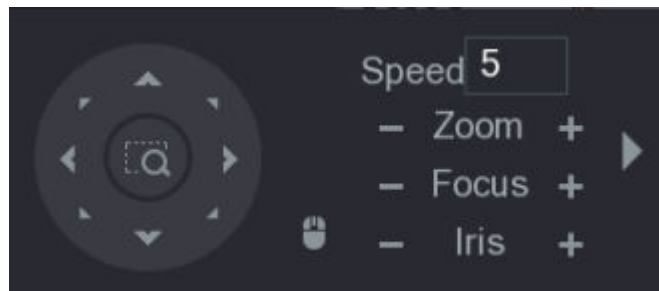 Speed 5
− Zoom +
− Focus +
− Iris +